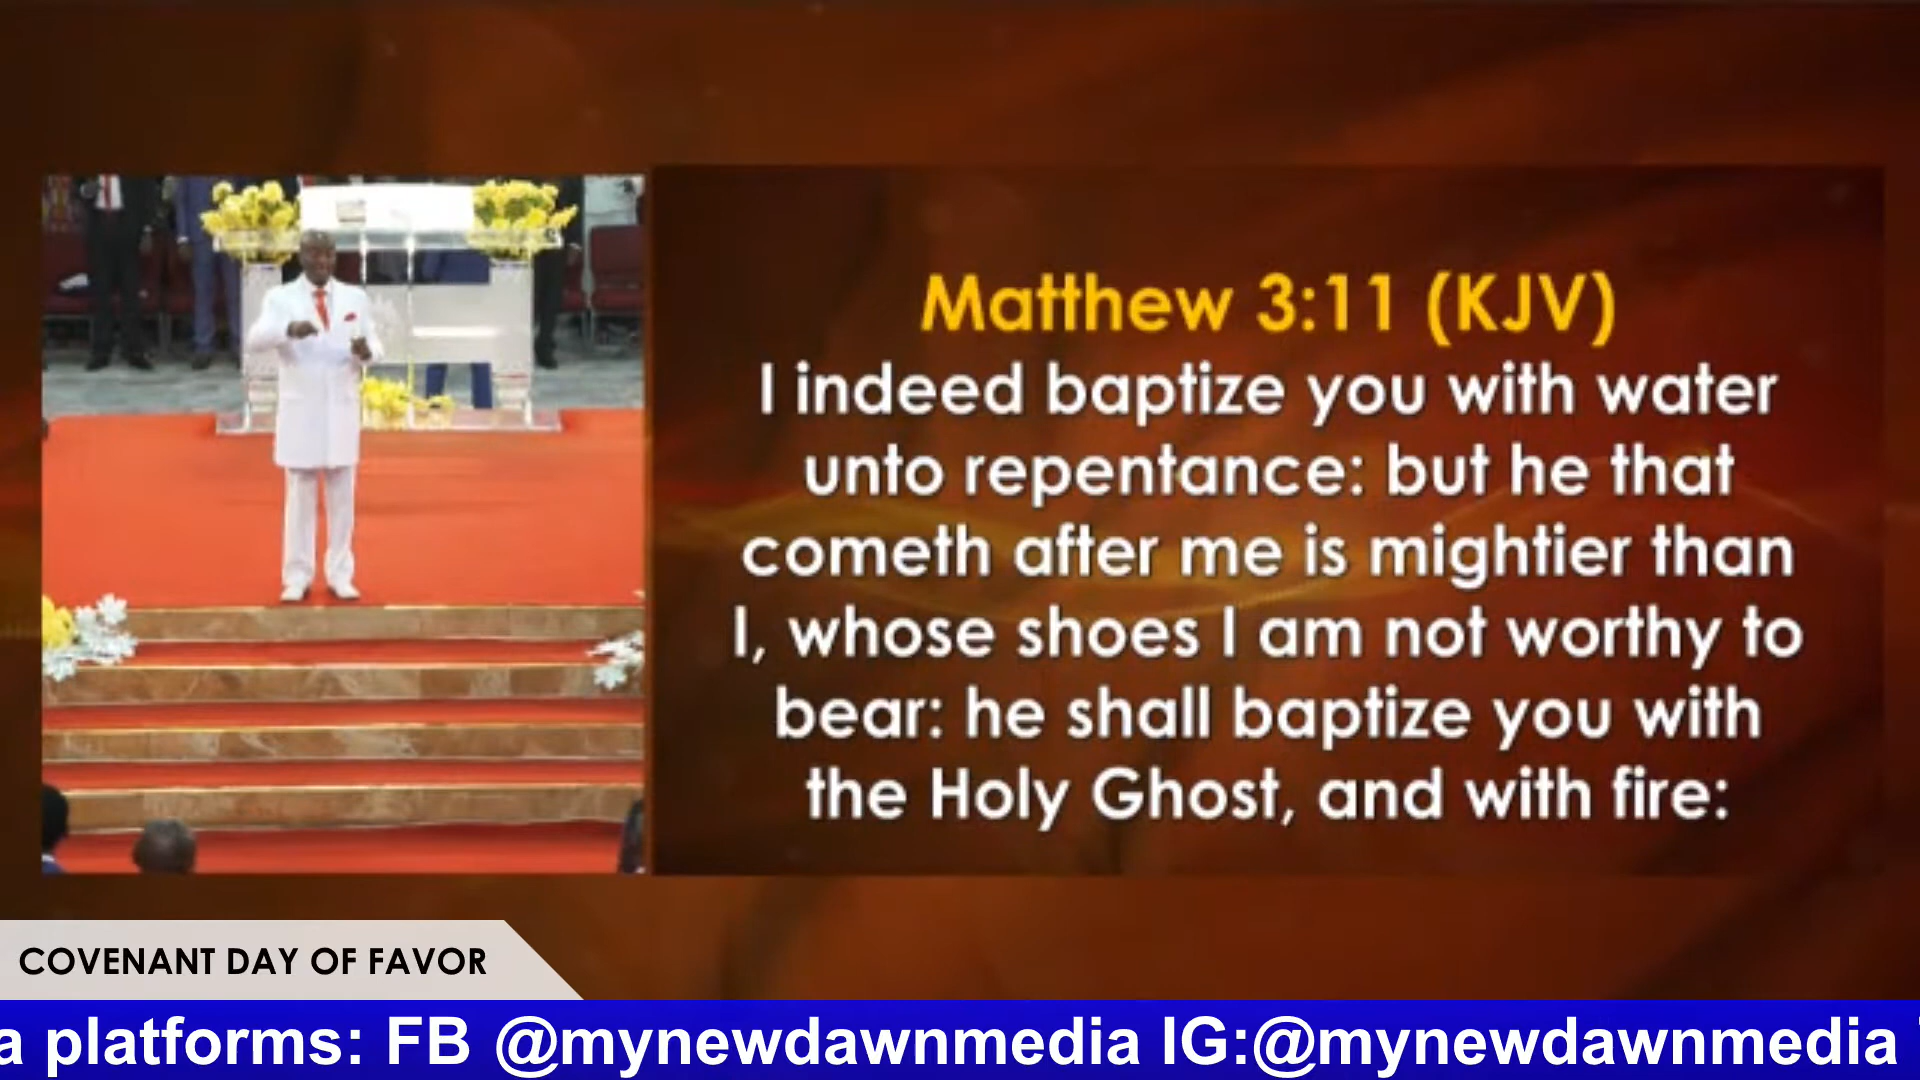 Matthew 3:11 (KJV)
I indeed baptize you with water
unto repentance: but he that
cometh after me is mightier than
I, whose shoes I am not worthy to
bear: he shall baptize you with
the Holy Ghost, and with fire:
COVENANT DAY OF FAVOR
a platforms: FB @mynewdawnmedia IG:@mynewdawnmedia